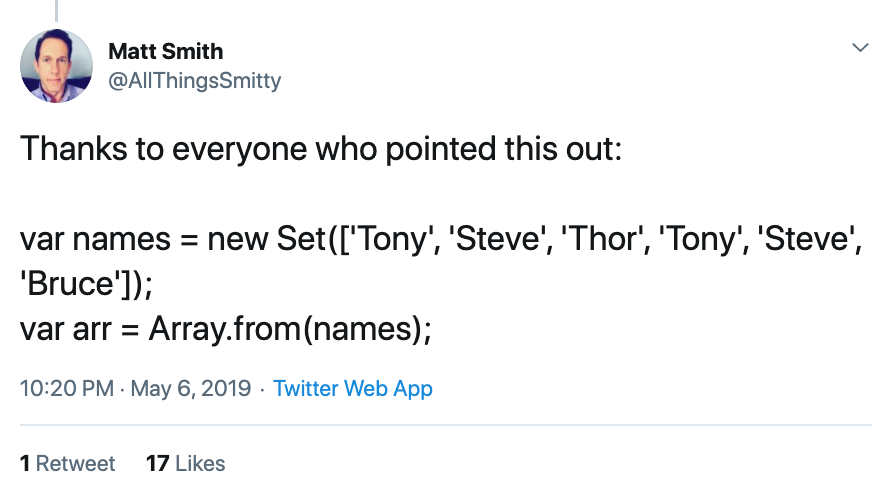 Matt Smith
@AllThingsSmitty
Thanks to everyone who pointed this out:
var names = new Set(['Tony', 'Steve', 'Thor', 'Tony', 'Steve',
'Bruce']);
var arr = Array.from(names);
10:20 PM · May 6, 2019 · Twitter Web App
1 Retweet 17 Likes